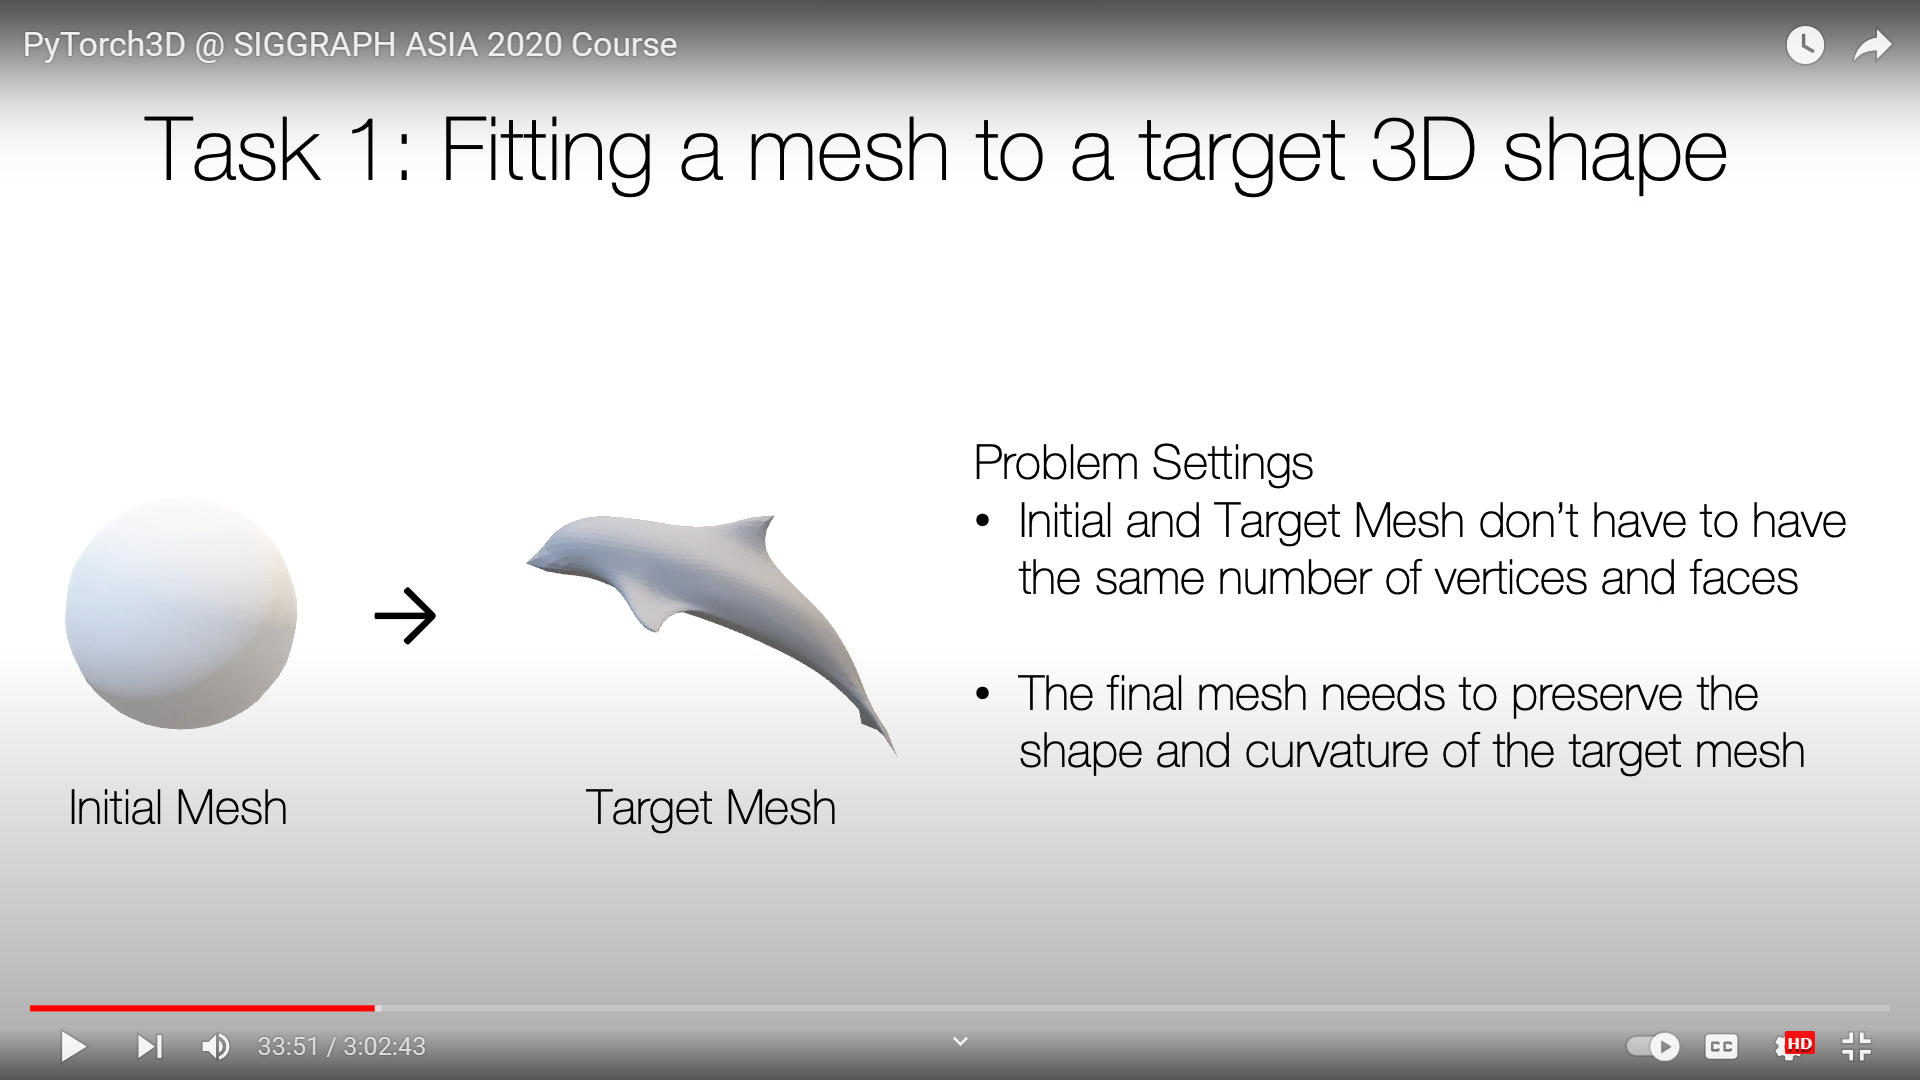 PyTorch3D @ SIGGRAPH ASIA 2020 Course
Task 1: Fitting a mesh to a target 3D shape
Problem Settings
• Initial and Target Mesh don’t have to have
the same number of vertices and faces
• The final mesh needs to preserve the
shape and curvature of the target mesh
Initial Mesh
Target Mesh
33:51 / 3:02:43
CC
HD